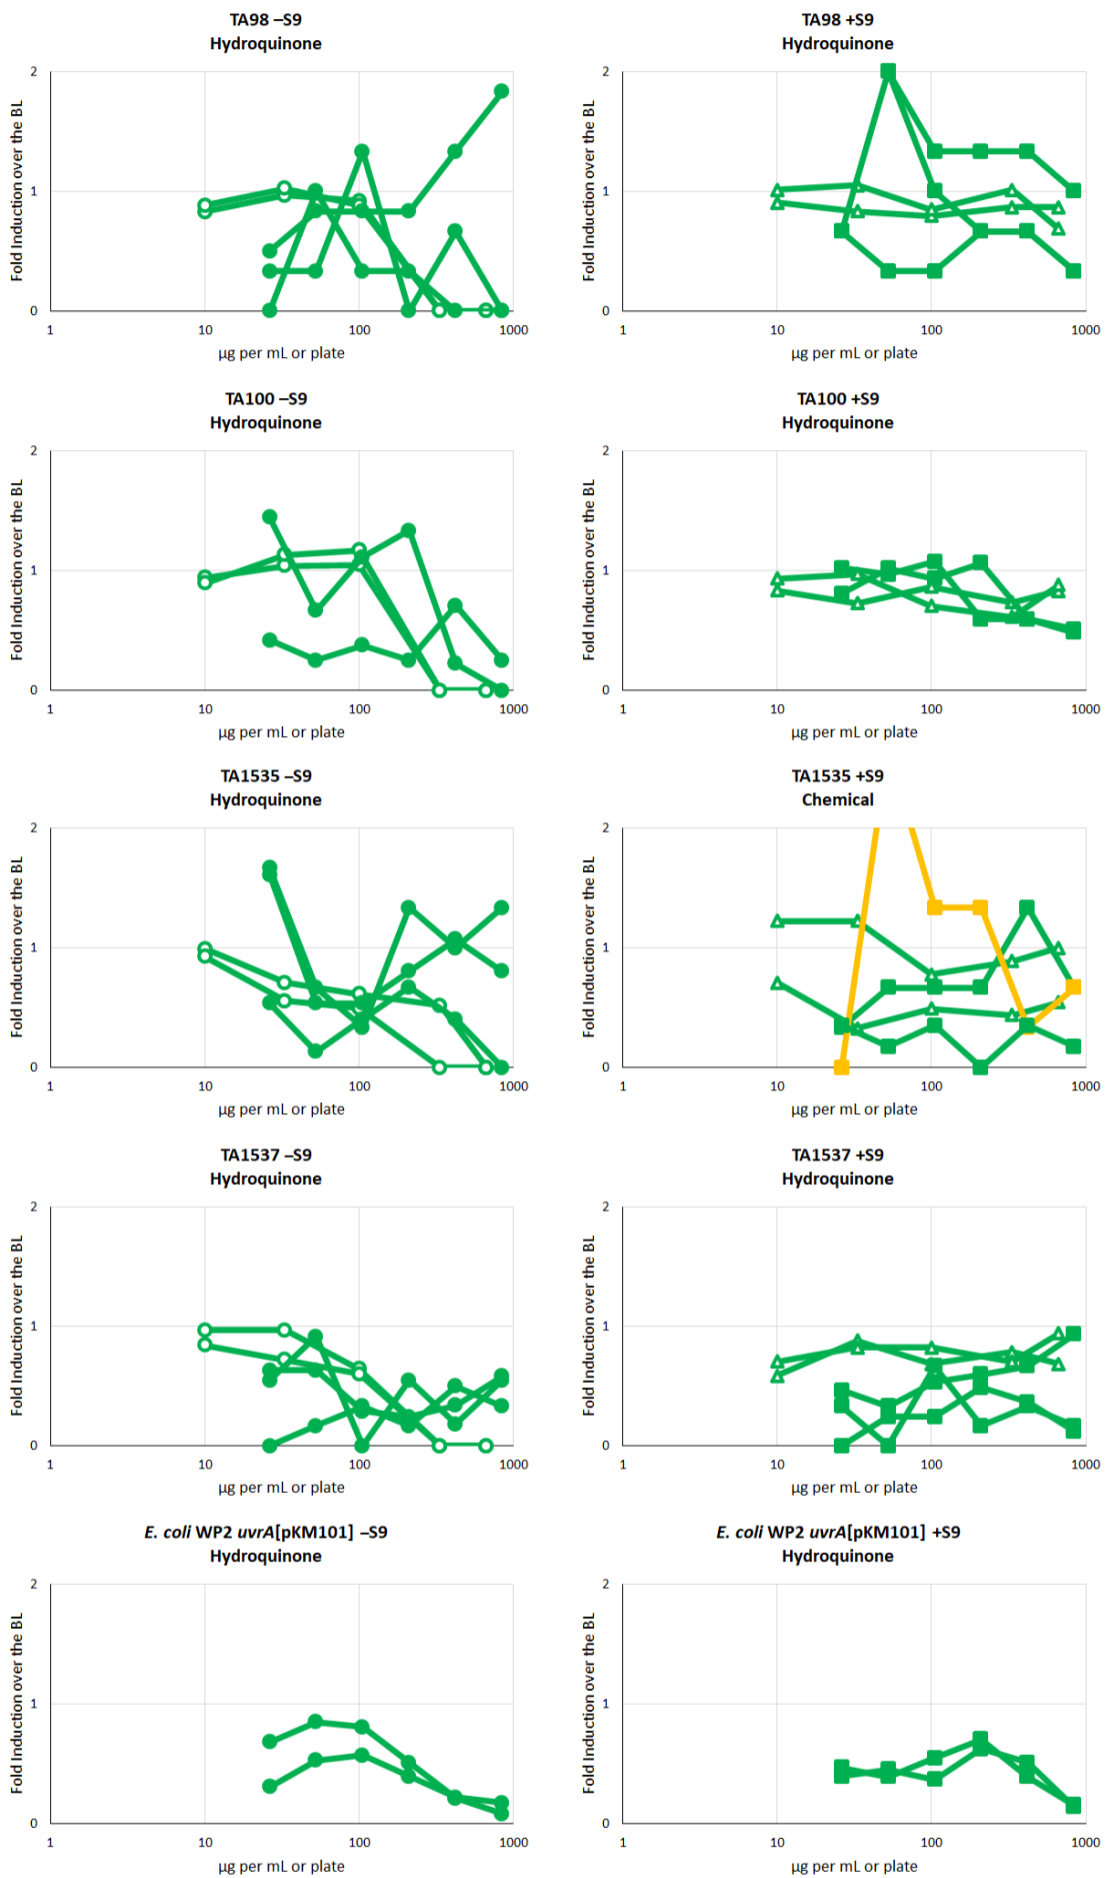 TA98 –S9
Hydroquinone
Fold Induction over the BL
2
1
0
1
10
100
1000
µg per mL or plate
TA98 +S9
Hydroquinone
Fold Induction over the BL
2
1
0
1
10
100
1000
µg per mL or plate
TA100 –S9
Hydroquinone
Fold Induction over the BL
2
1
0
1
10
100
1000
µg per mL or plate
TA100 +S9
Hydroquinone
Fold Induction over the BL
2
1
0
1
10
100
1000
µg per mL or plate
TA1535 –S9
Hydroquinone
Fold Induction over the BL
2
1
0
1
10
100
1000
µg per mL or plate
TA1535 +S9
Chemical
Fold Induction over the BL
2
1
0
1
10
100
1000
µg per mL or plate
TA1537 –S9
Hydroquinone
Fold Induction over the BL
2
1
0
1
10
100
1000
µg per mL or plate
TA1537 +S9
Hydroquinone
Fold Induction over the BL
2
1
0
1
10
100
1000
µg per mL or plate
E. coli WP2 uvrA[pKM101] –S9
Hydroquinone
Fold Induction over the BL
2
1
0
1
10
100
1000
µg per mL or plate
E. coli WP2 uvrA[pKM101] +S9
Hydroquinone
Fold Induction over the BL
2
1
0
1
10
100
1000
µg per mL or plate